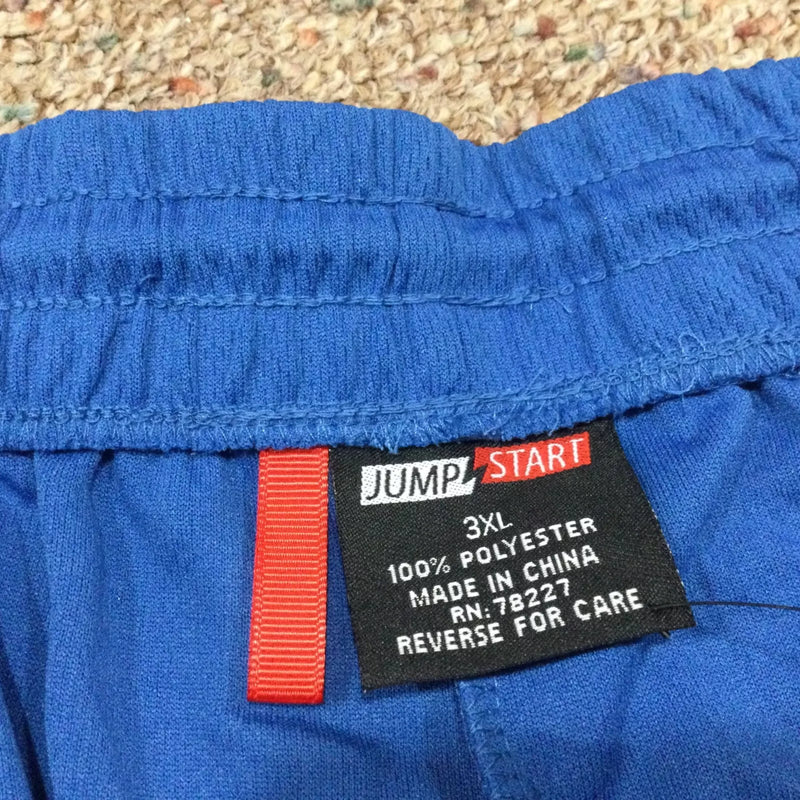 JUMP START
3XL
100% POLYESTER
MADE IN CHINA
RN: 78227
REVERSE FOR CARE